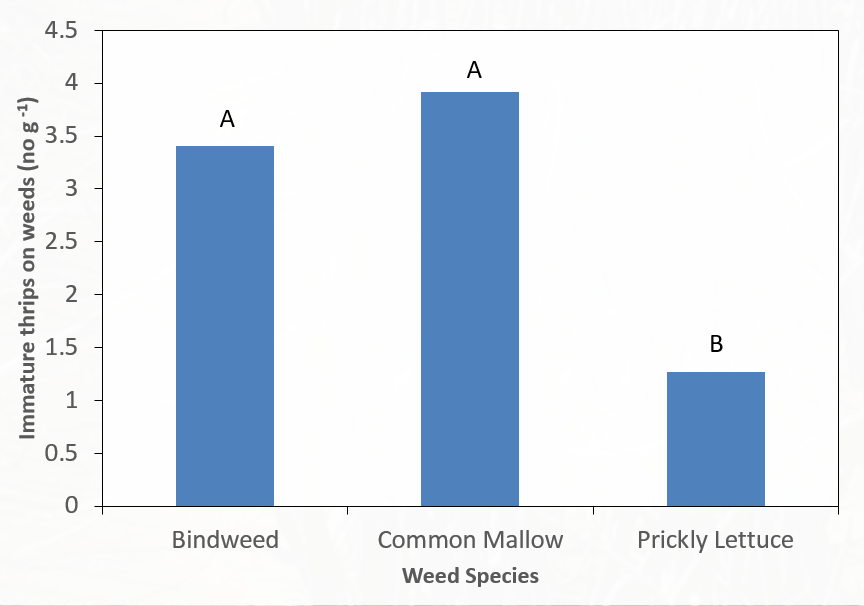 4.5
4
3.5
3
2.5
2
1.5
1
0.5
0
Immature thrips on weeds (no g -1)
A
A
B
Bindweed
Common Mallow
Prickly Lettuce
Weed Species